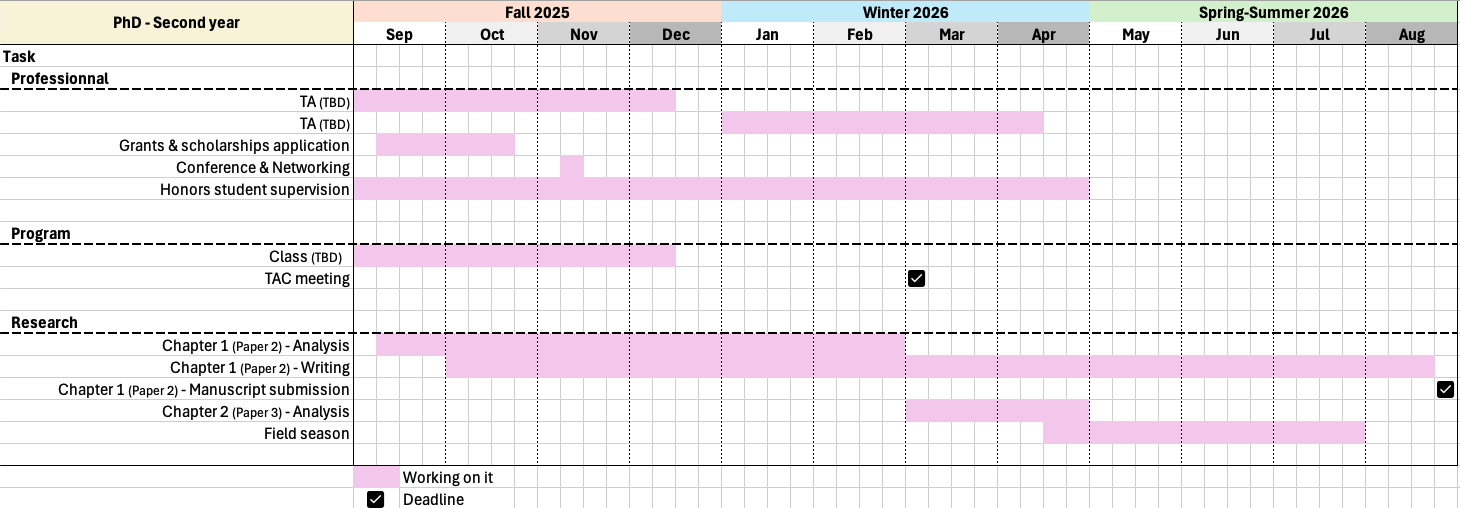 PhD - Second year
Fall 2025 Winter 2026 Spring-Summer 2026
Sep Oct Nov Dec Jan Feb Mar Apr May Jun Jul Aug
Task
Professionnal
TA (TBD)
TA (TBD)
Grants & scholarships application
Conference & Networking
Honors student supervision
Program
Class (TBD)
TAC meeting
Research
Chapter 1 (Paper 2) - Analysis
Chapter 1 (Paper 2) - Writing
Chapter 1 (Paper 2) - Manuscript submission
Chapter 2 (Paper 3) - Analysis
Field season
Working on it
Deadline